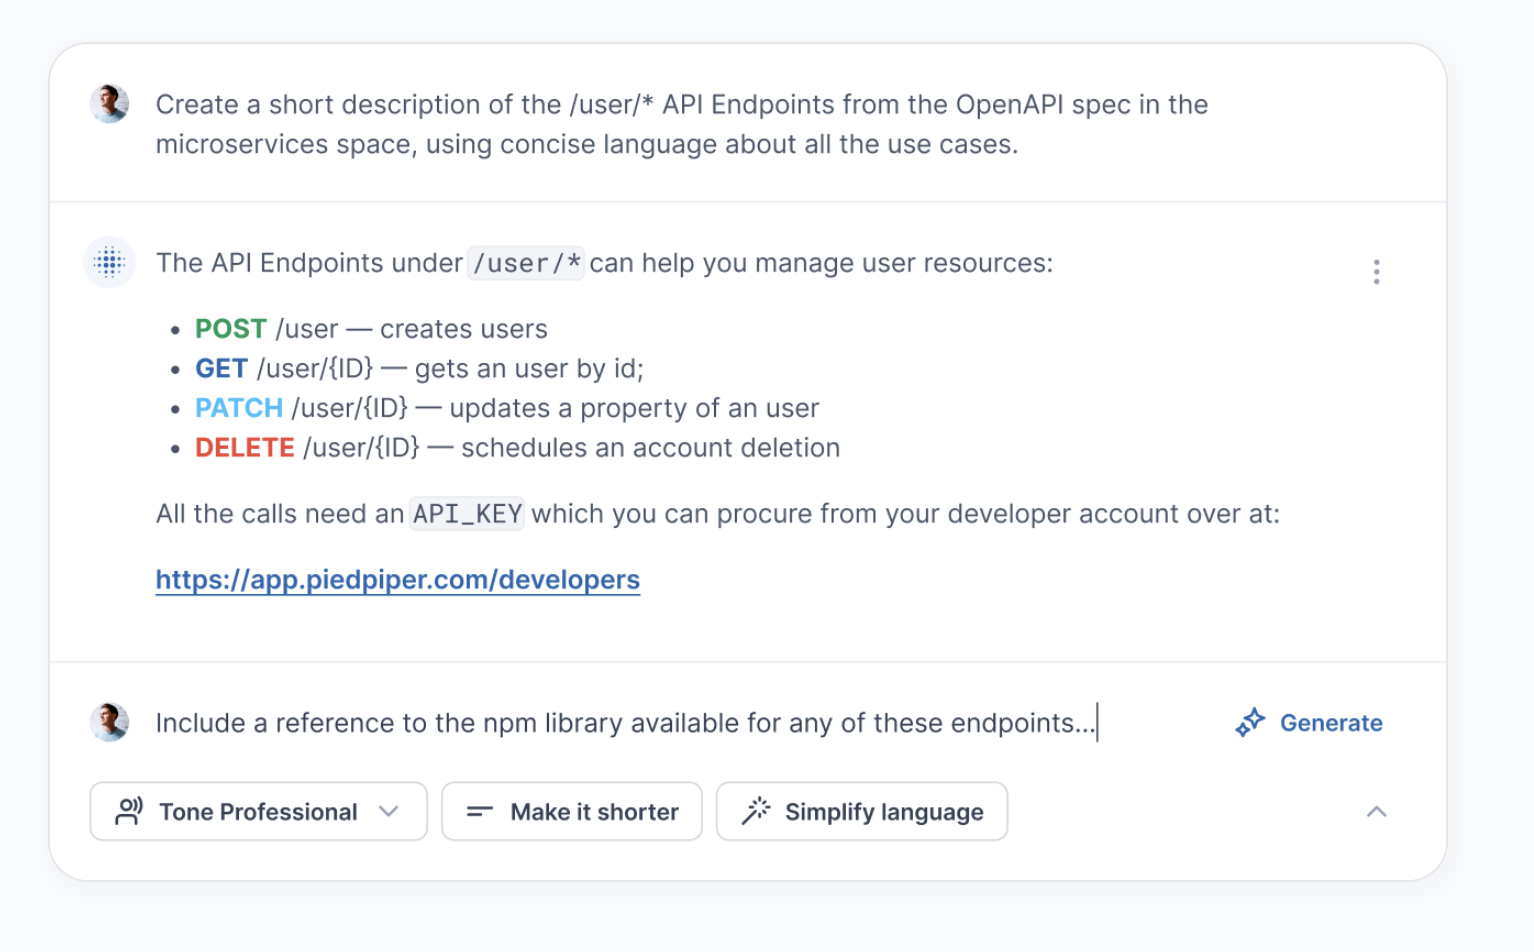 Create a short description of the /user/* API Endpoints from the OpenAPI spec in the
microservices space, using concise language about all the use cases.
The API Endpoints under /user/* can help you manage user resources:
• POST /user — creates users
• GET /user/{ID} — gets an user by id;
• PATCH /user/{ID} — updates a property of an user
• DELETE /user/{ID} — schedules an account deletion
All the calls need an API_KEY which you can procure from your developer account over at:
https://app.piedpiper.com/developers
Include a reference to the npm library available for any of these endpoints... Generate
Tone Professional Make it shorter Simplify language